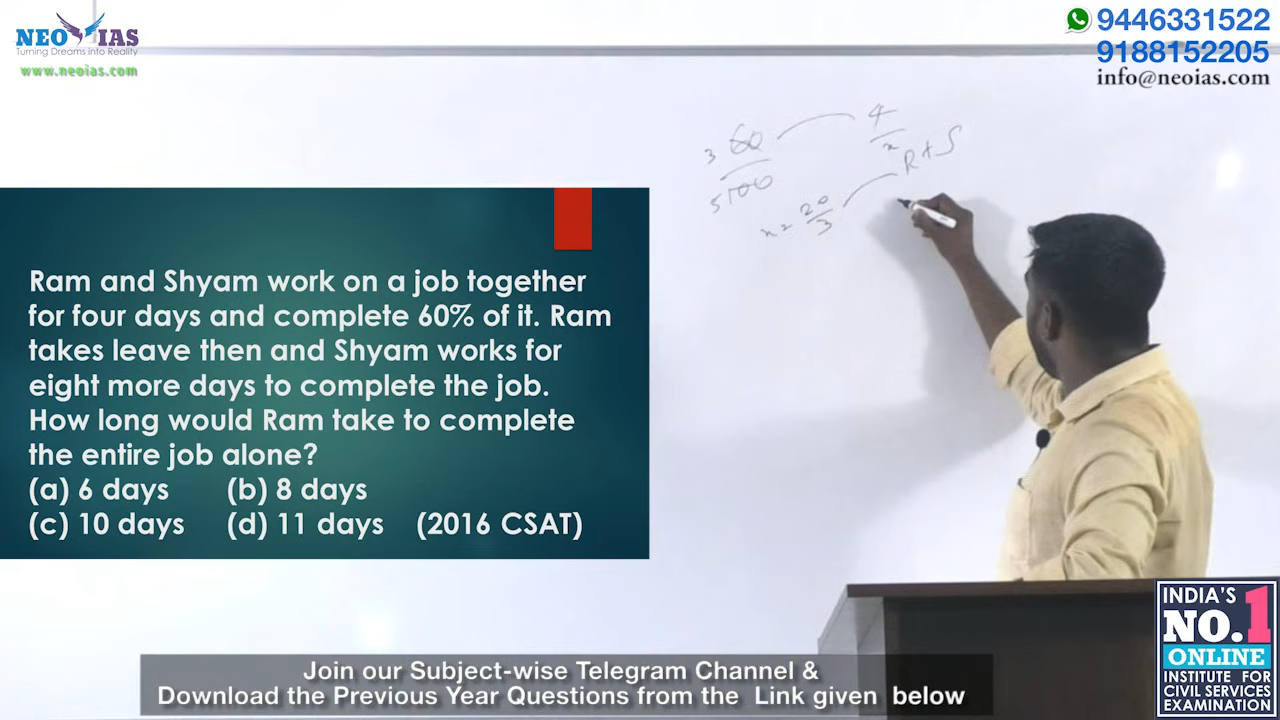 NEO IAS
Turning Dreams into Reality
www.neoias.com
9446331522
9188152205
info@neoias.com
3 60 4
5100 x
R + S
x = 20
3
Ram and Shyam work on a job together
for four days and complete 60% of it. Ram
takes leave then and Shyam works for
eight more days to complete the job.
How long would Ram take to complete
the entire job alone?
(a) 6 days (b) 8 days
(c) 10 days (d) 11 days (2016 CSAT)
INDIA'S
NO.1
ONLINE
INSTITUTE FOR
CIVIL SERVICES
EXAMINATION
Join our Subject-wise Telegram Channel &
Download the Previous Year Questions from the Link given below